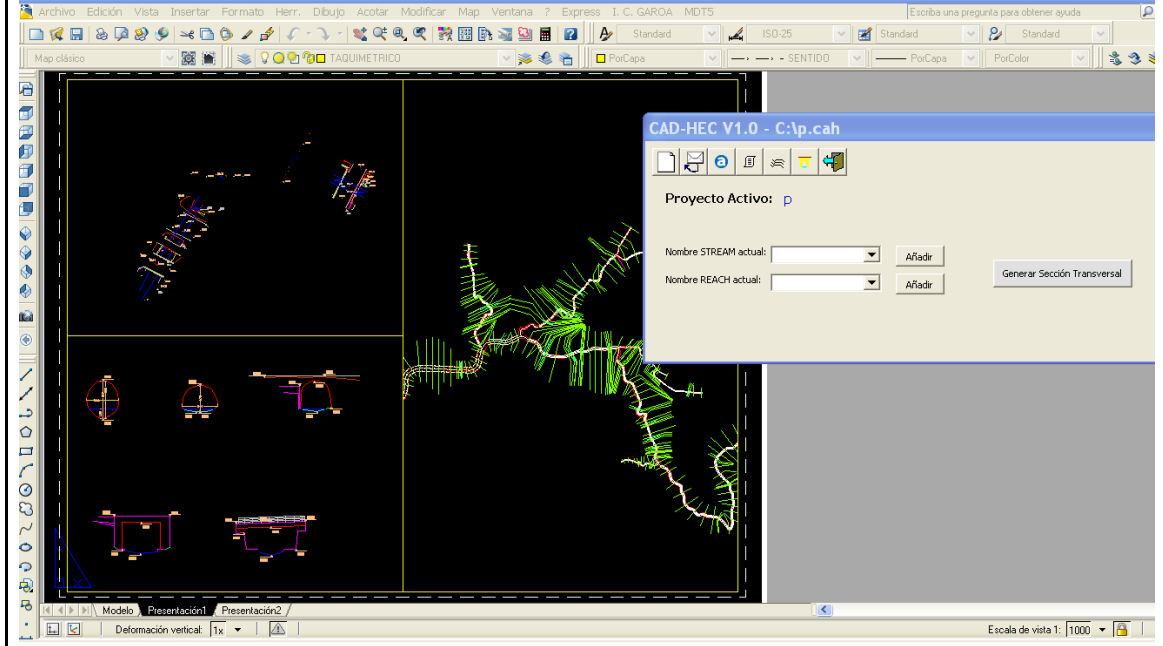 Archivo Edición Vista Insertar Formato Herr. Dibujo Acotar Modificar Map Ventana ? Express I. C. GAROA MDT5 Escriba una pregunta para obtener ayuda
Standard ISO-25 Standard Standard
Map clásico TAQUIMETRICO PorCapa SENTIDO PorCapa PorColor
CAD-HEC V1.0 - C:\p.cah
Proyecto Activo: p
Nombre STREAM actual: Añadir
Generar Sección Transversal
Nombre REACH actual: Añadir
Modelo Presentación1 Presentación2
Deformación vertical: 1x Escala de vista 1: 1000